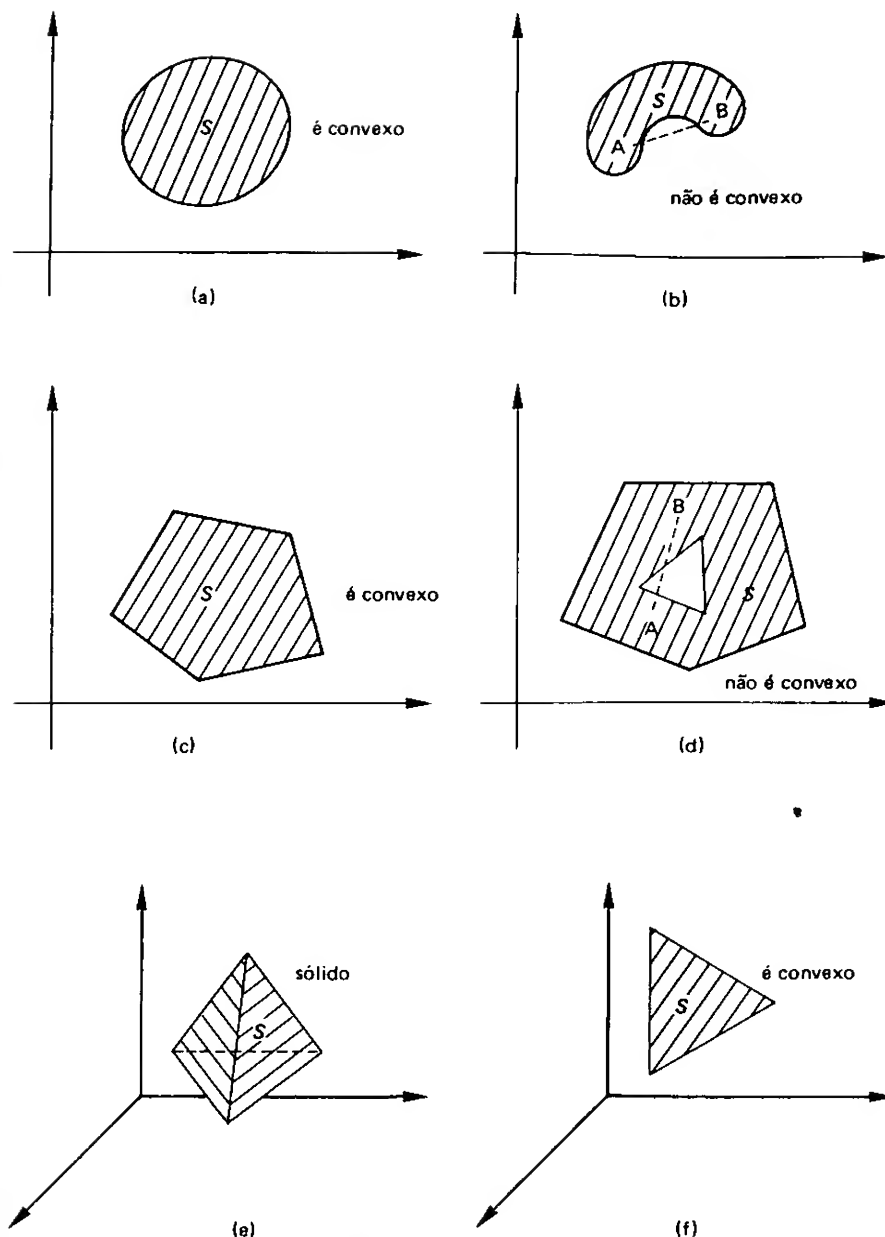 S
é convexo
(a)
S
B
A
não é convexo
(b)
S
é convexo
(c)
B
S
A
não é convexo
(d)
sólido
S
(e)
é convexo
S
(f)